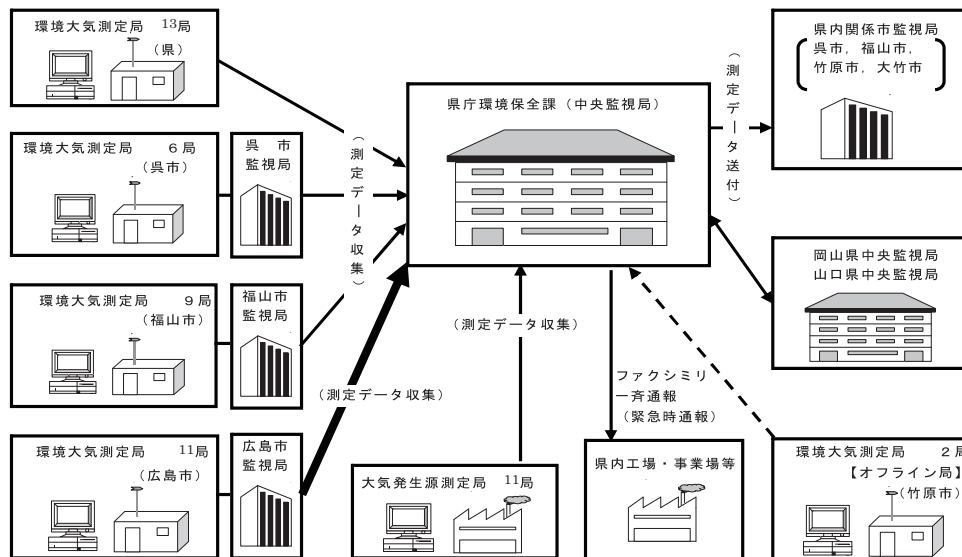 環境大気測定局 13局
(県)
環境大気測定局 6局
(呉市)
呉 市
監視局
環境大気測定局 9局
(福山市)
福山市
監視局
環境大気測定局 11局
(広島市)
広島市
監視局
(測定データ収集)
(測定データ収集)
県庁環境保全課(中央監視局)
(測定データ収集)
大気発生源測定局 11局
ファクシミリ
一斉通報
(緊急時通報)
県内工場・事業場等
(測定データ送付)
県内関係市監視局
呉市,福山市,
竹原市,大竹市
岡山県中央監視局
山口県中央監視局
環境大気測定局 2局
【オフライン局】
(竹原市)